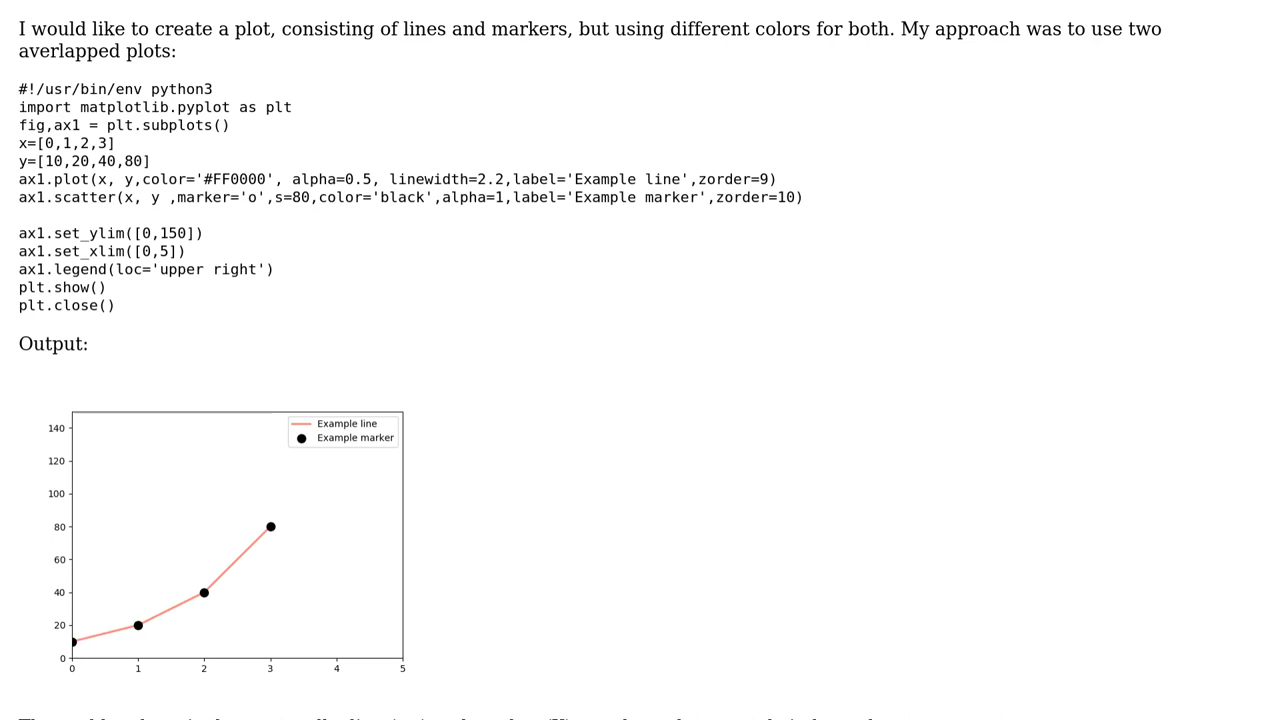 I would like to create a plot, consisting of lines and markers, but using different colors for both. My approach was to use two
averlapped plots:
#!/usr/bin/env python3
import matplotlib.pyplot as plt
fig,ax1 = plt.subplots()
x=[0,1,2,3]
y=[10,20,40,80]
ax1.plot(x, y,color='#FF0000', alpha=0.5, linewidth=2.2,label='Example line',zorder=9)
ax1.scatter(x, y ,marker='o',s=80,color='black',alpha=1,label='Example marker',zorder=10)
ax1.set_ylim([0,150])
ax1.set_xlim([0,5])
ax1.legend(loc='upper right')
plt.show()
plt.close()
Output:
Example line
Example marker
140
120
100
80
60
40
20
0
0 1 2 3 4 5